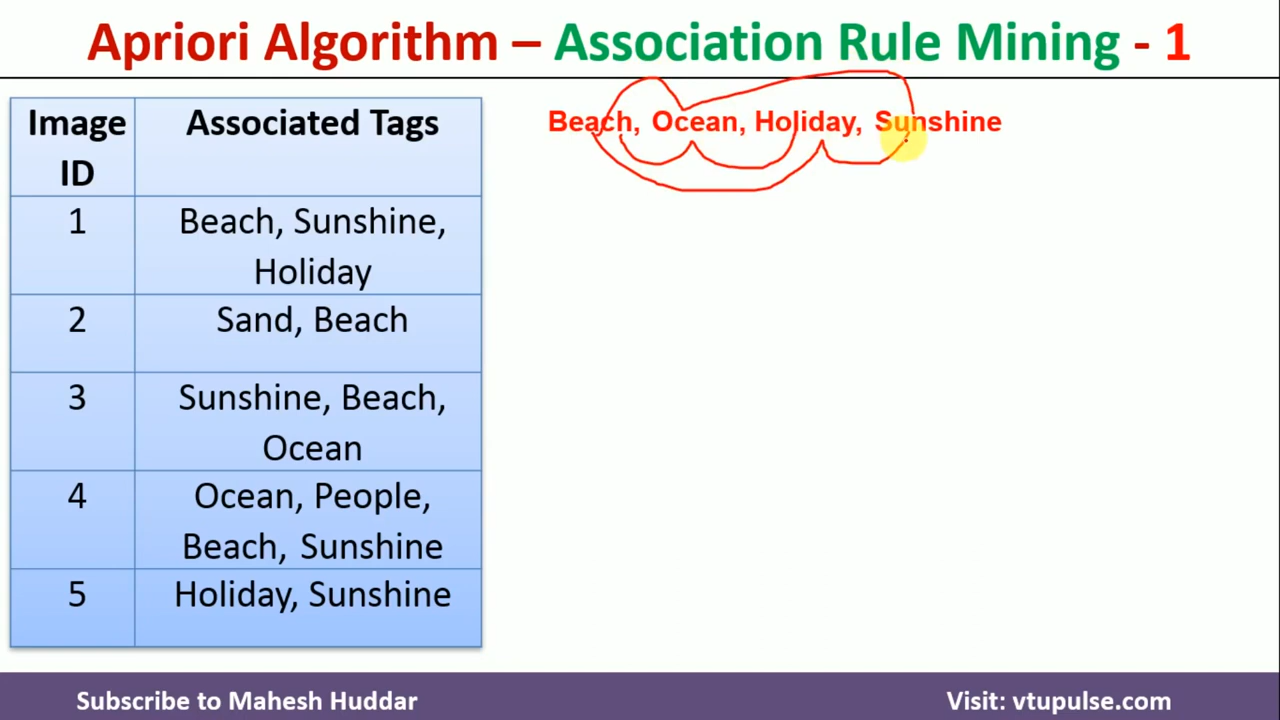 Apriori Algorithm – Association Rule Mining - 1
Image
ID
Associated Tags
Beach, Ocean, Holiday, Sunshine
1
Beach, Sunshine,
Holiday
2
Sand, Beach
3
Sunshine, Beach,
Ocean
4
Ocean, People,
Beach, Sunshine
5
Holiday, Sunshine
Subscribe to Mahesh Huddar
Visit: vtupulse.com